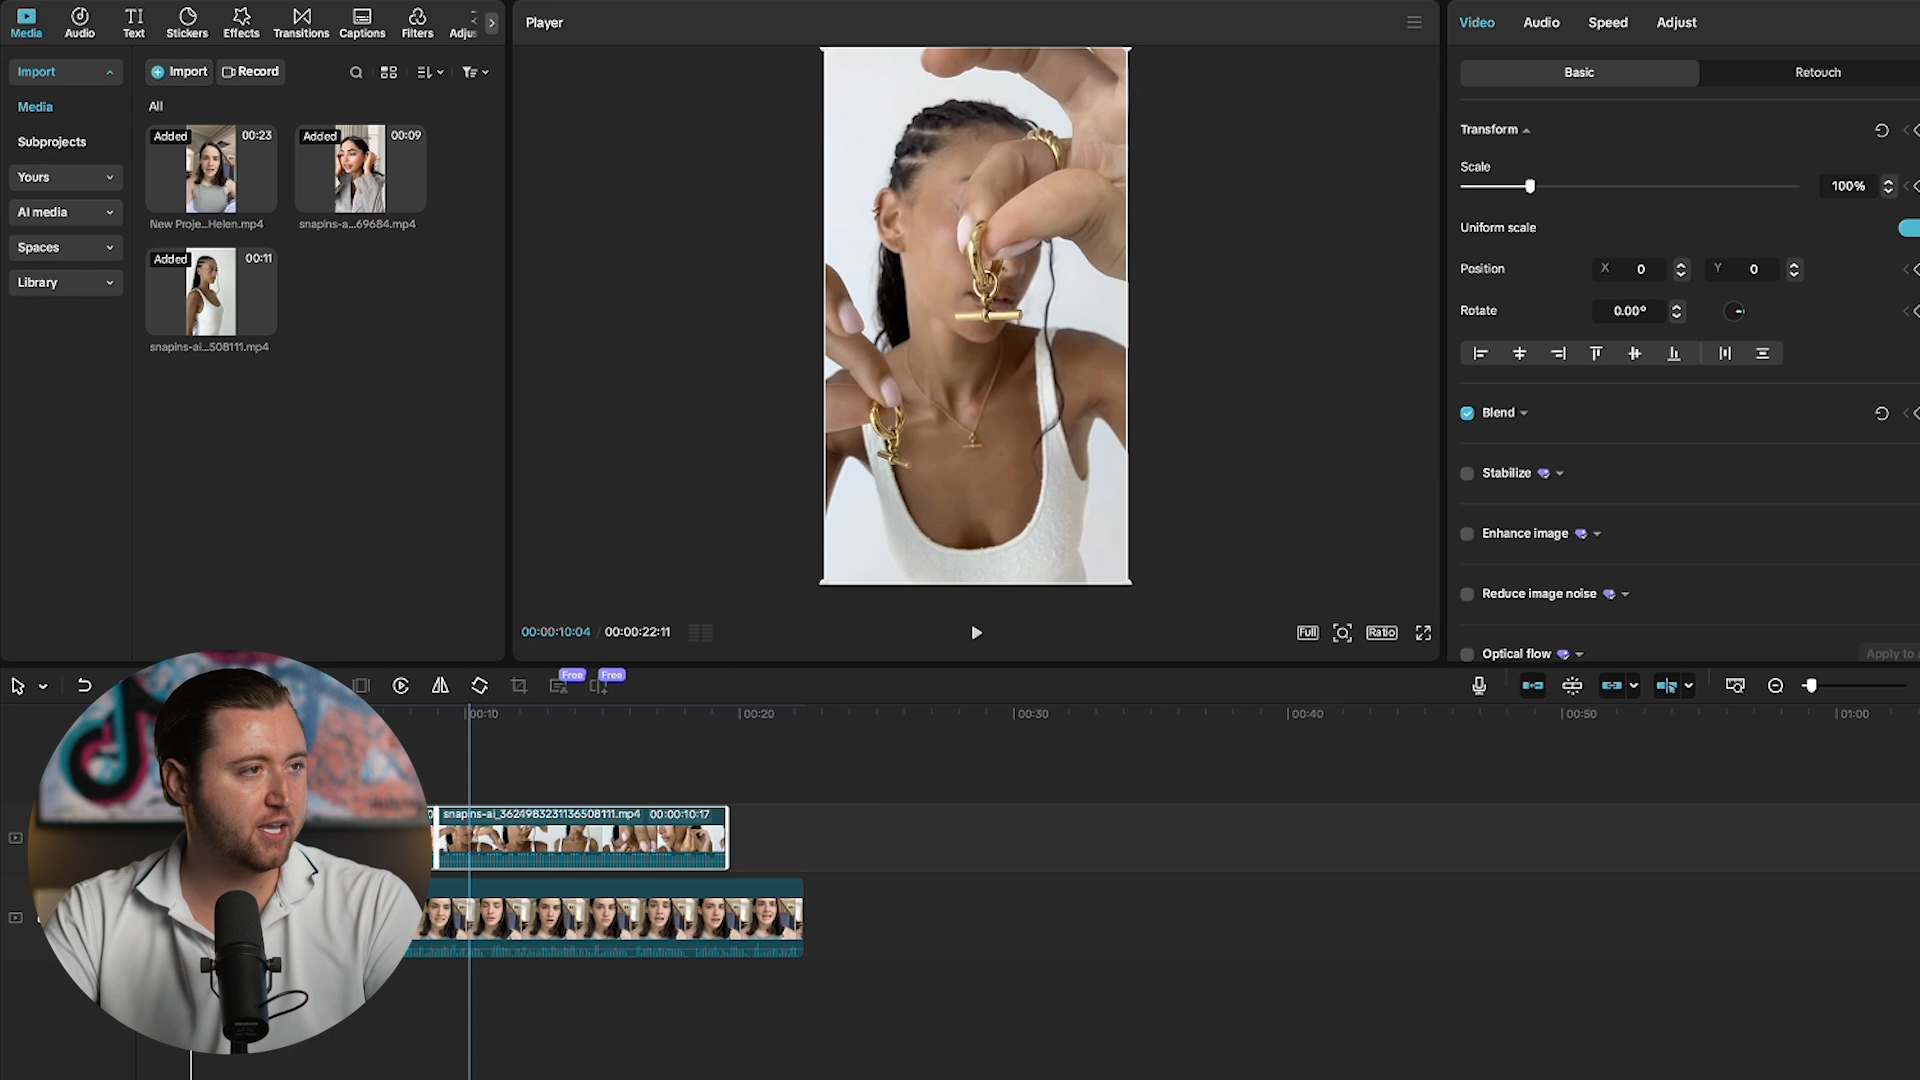 Media
Audio
Text
Stickers
Effects
Transitions
Captions
Filters
Adjus
Player
Video
Audio
Speed
Adjust
Import
Media
Subprojects
Yours
AI media
Spaces
Library
Import
Record
All
Added 00:23
New Proje...Helen.mp4
Added 00:09
snapins-a...69684.mp4
Added 00:11
snapins-ai...508111.mp4
00:00:10:04 / 00:00:22:11
Full
Ratio
Basic
Retouch
Transform
Scale
100%
Uniform scale
Position X 0 Y 0
Rotate 0.00°
Blend
Stabilize
Enhance image
Reduce image noise
Optical flow
Apply to a
Free
Free
00:10
00:20
00:30
00:40
00:50
01:00
snapins-ai_3624983231136508111.mp4 00:00:10:17